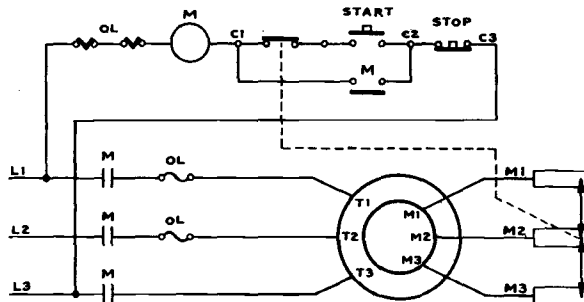 START
STOP
OL M C1 C2 C3
M
L1 M OL M1
T1 M1
L2 M OL T2 M2 M2
T3 M3
L3 M M3